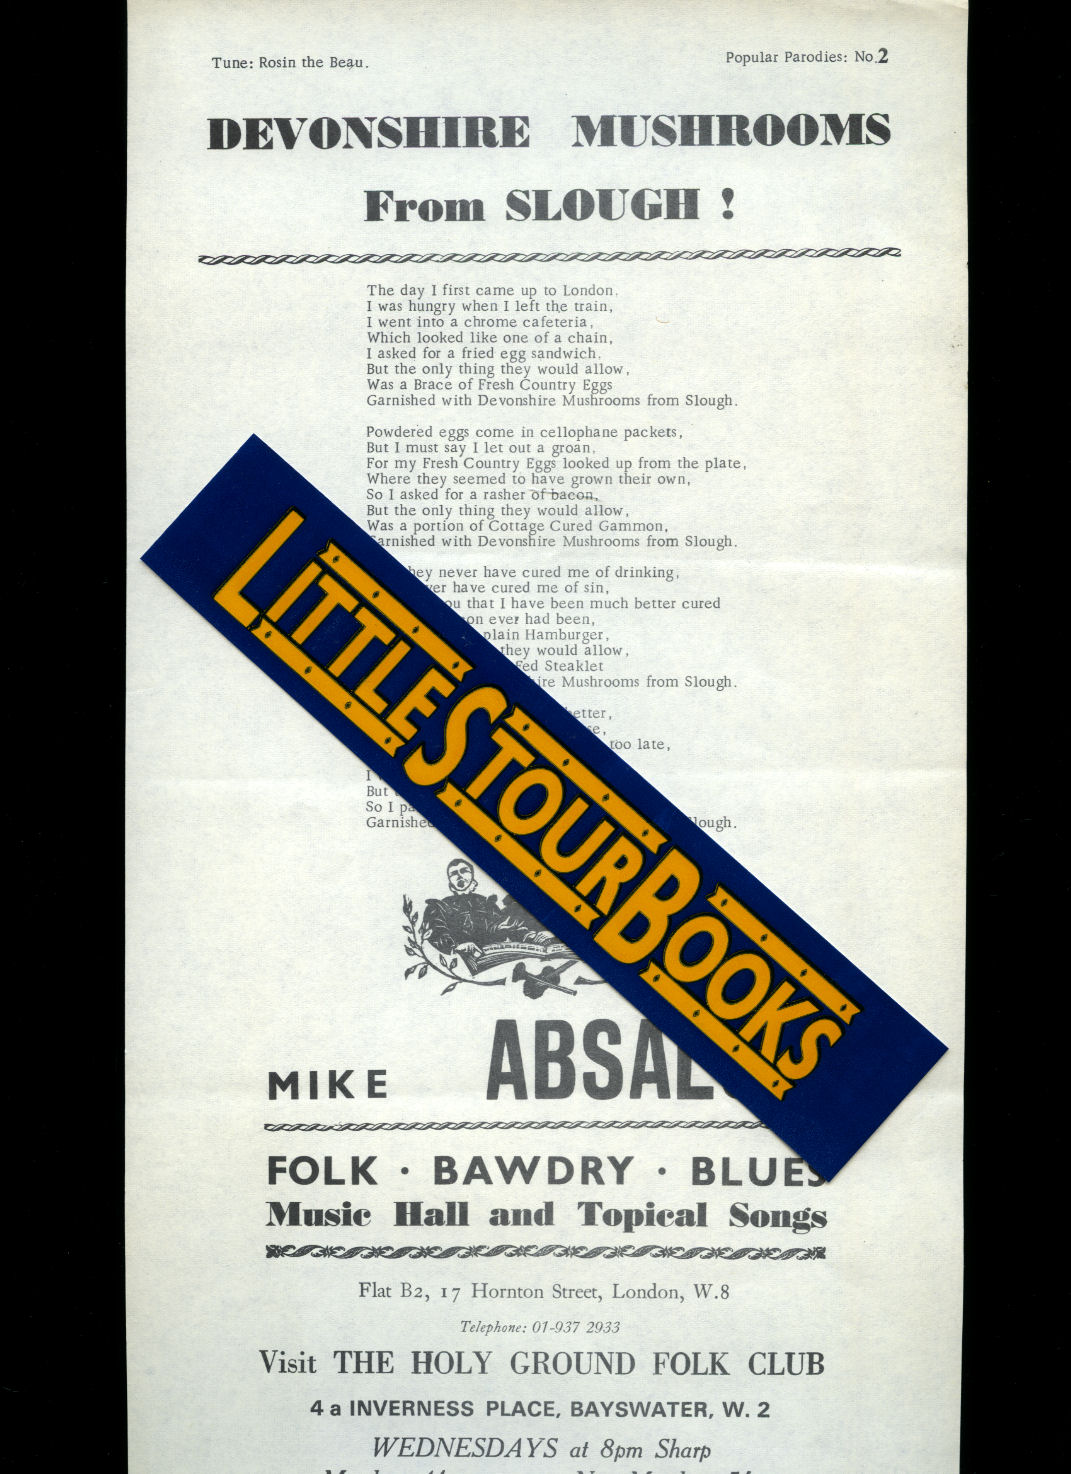 Tune: Rosin the Beau.
Popular Parodies: No.2
DEVONSHIRE MUSHROOMS
From SLOUGH !
The day I first came up to London,
I was hungry when I left the train,
I went into a chrome cafeteria,
Which looked like one of a chain,
I asked for a fried egg sandwich,
But the only thing they would allow,
Was a Brace of Fresh Country Eggs
Garnished with Devonshire Mushrooms from Slough.
Powdered eggs come in cellophane packets,
But I must say I let out a groan,
For my Fresh Country Eggs looked up from the plate,
Where they seemed to have grown their own,
So I asked for a rasher of bacon,
But the only thing they would allow,
Was a portion of Cottage Cured Gammon,
Garnished with Devonshire Mushrooms from Slough.
they never have cured me of drinking,
have cured me of sin,
you that I have been much better cured
ever had been,
plain Hamburger,
they would allow,
Fed Steaklet
Mushrooms from Slough.
better,
too late,
I
But
So I
Garnished Slough.
LITTLE STOUR BOOKS
MIKE
FOLK · BAWDRY · BLUES
Music Hall and Topical Songs
Flat B2, 17 Hornton Street, London, W.8
Telephone: 01-937 2933
Visit THE HOLY GROUND FOLK CLUB
4a INVERNESS PLACE, BAYSWATER, W. 2
WEDNESDAYS at 8pm Sharp